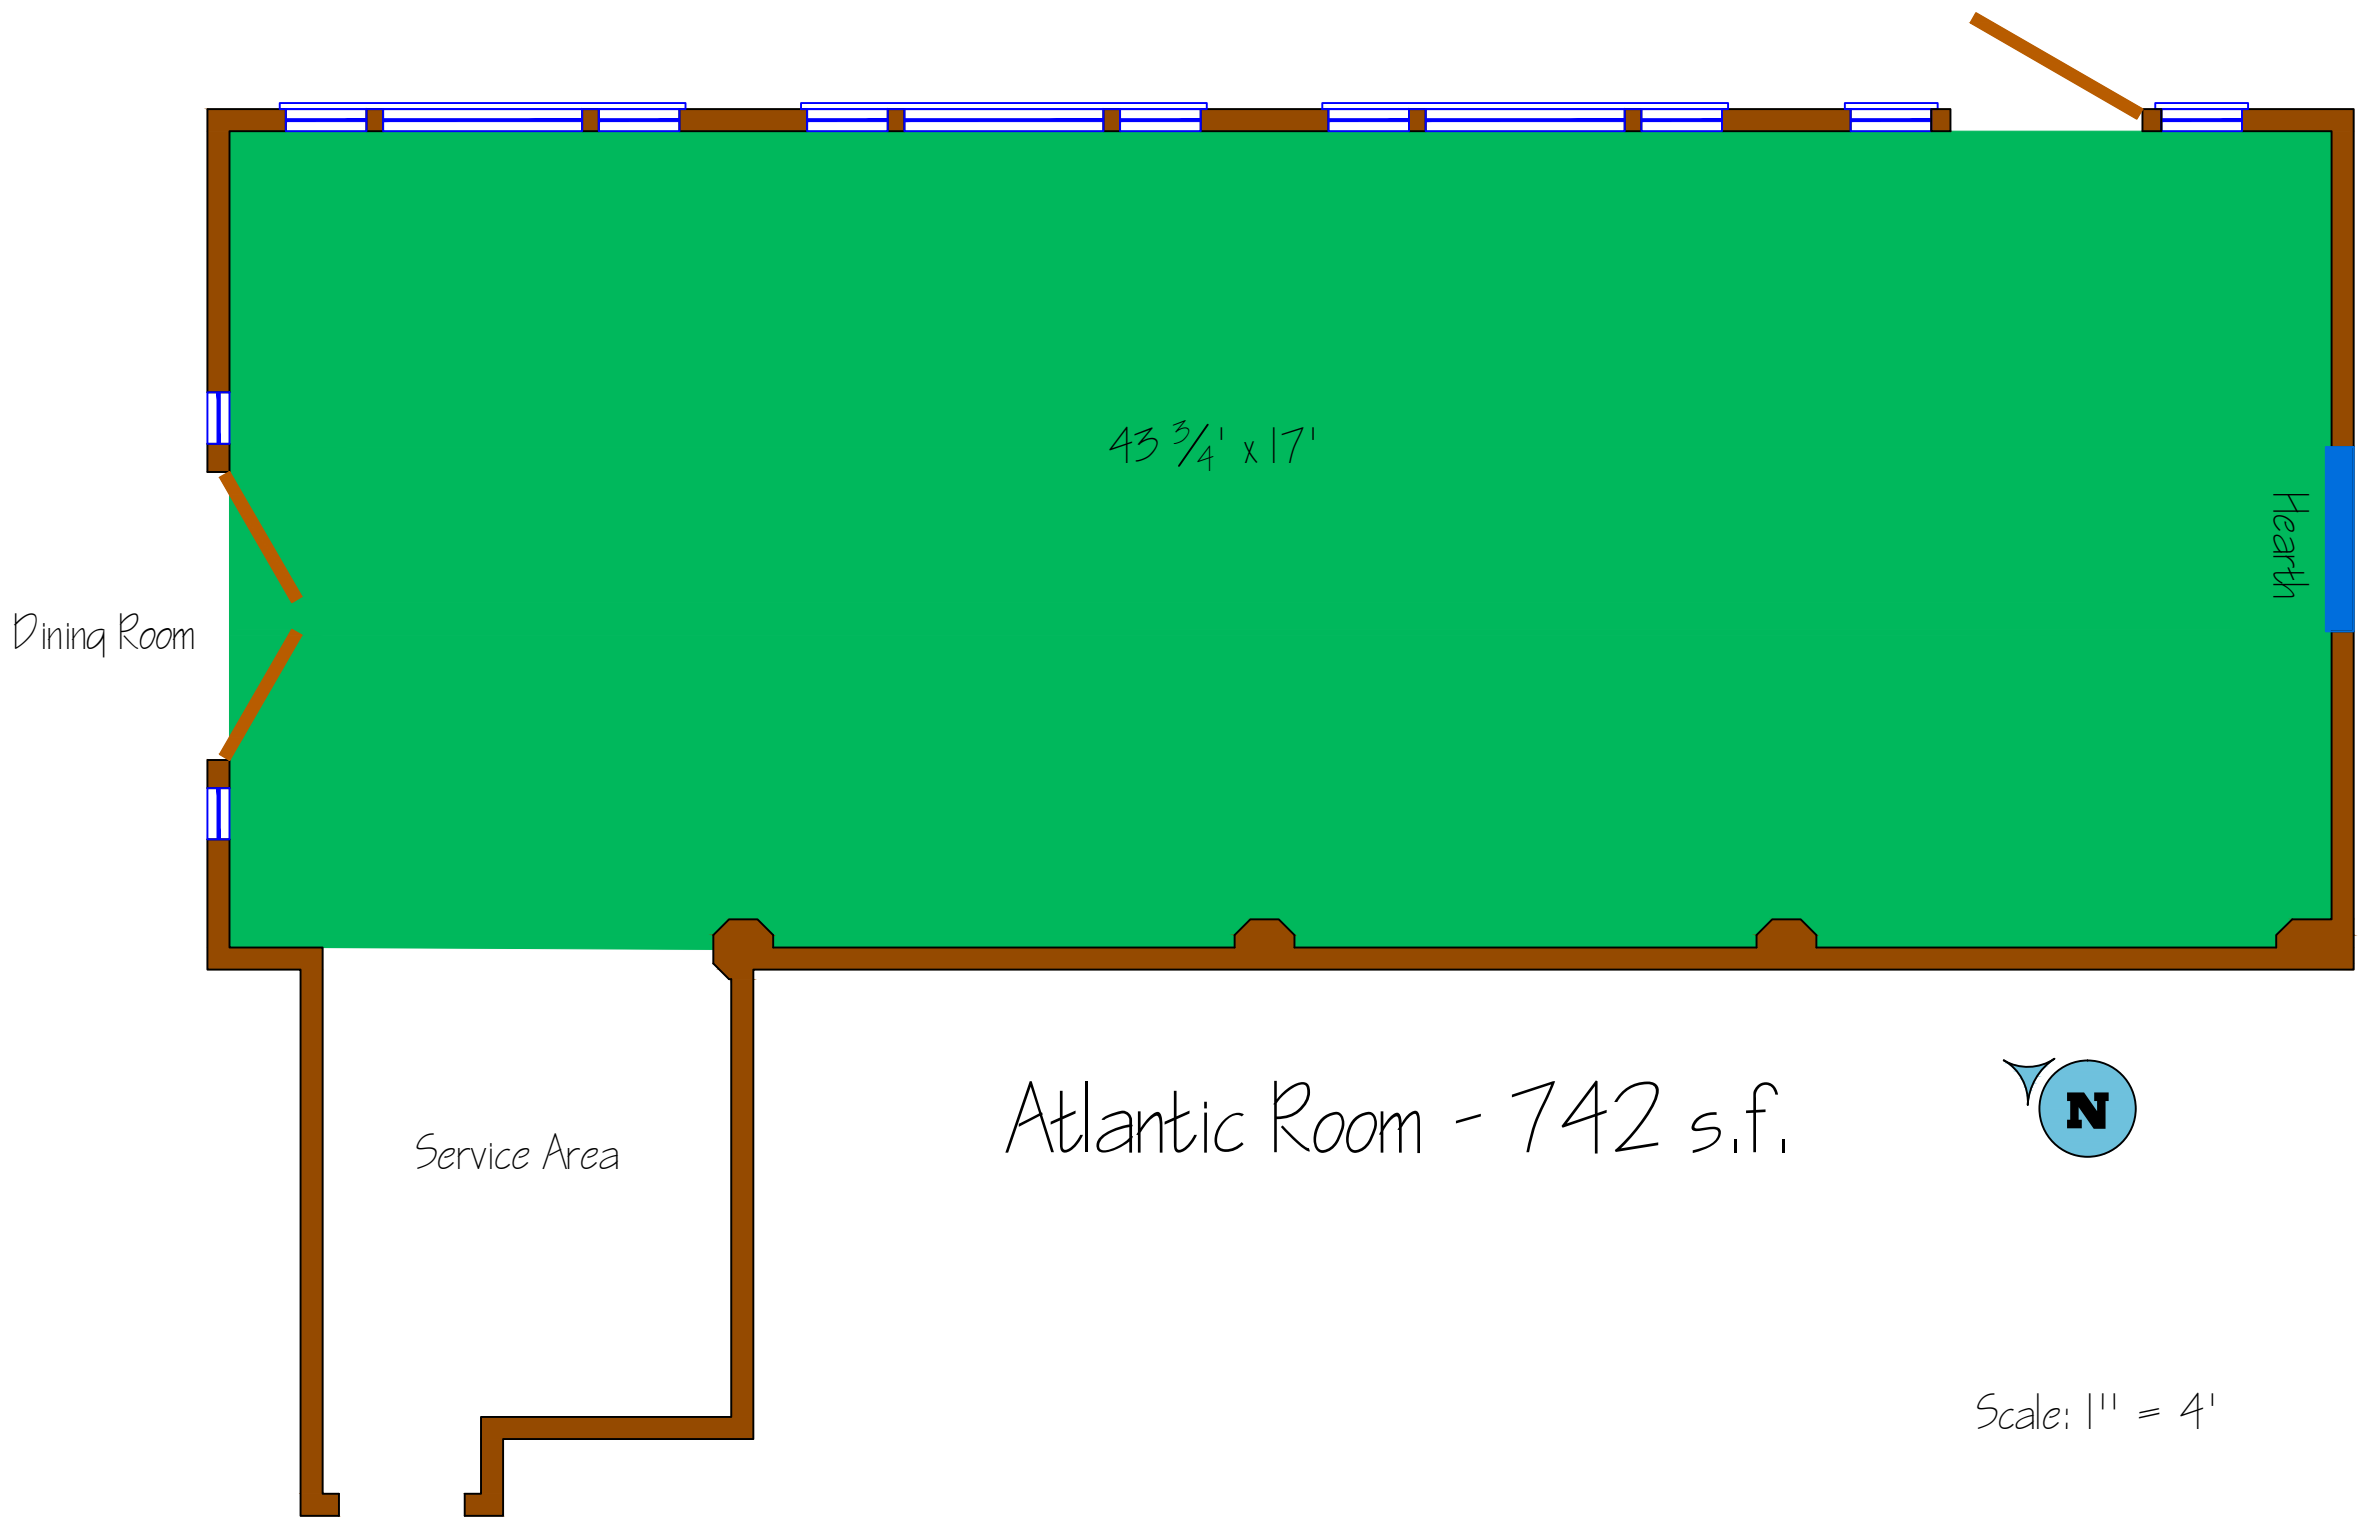 43 3/4' x 17'
Hearth
Dining Room
Atlantic Room - 742 s.f.
N
Service Area
Scale: 1" = 4'